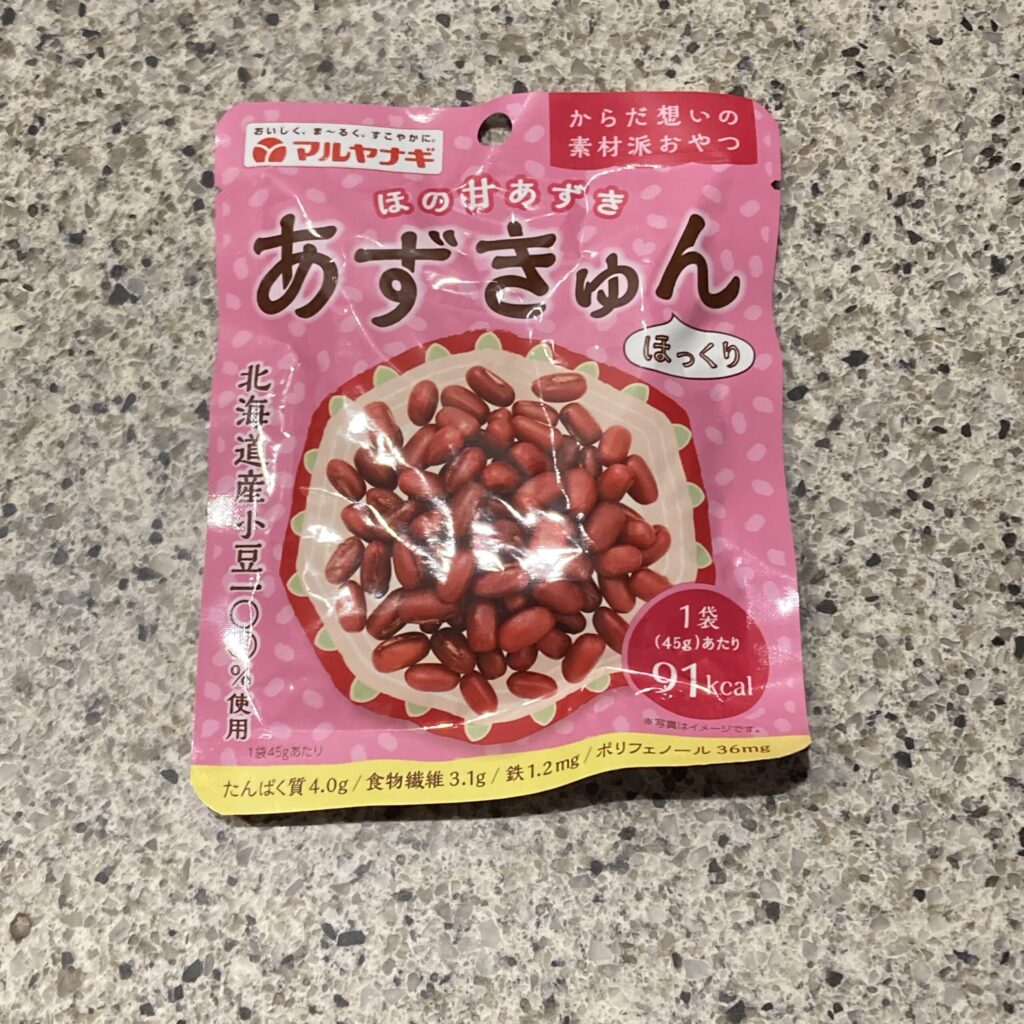 おいしく、ま〜るく、すこやかに。
マルヤナギ
からだ想いの
素材派おやつ
ほの甘あずき
あずきゅん
ほっくり
北海道産小豆一〇〇%使用
1袋
(45g)あたり
91kcal
※写真はイメージです。
1袋45gあたり
たんぱく質4.0g/食物繊維3.1g/鉄1.2mg/ポリフェノール36mg